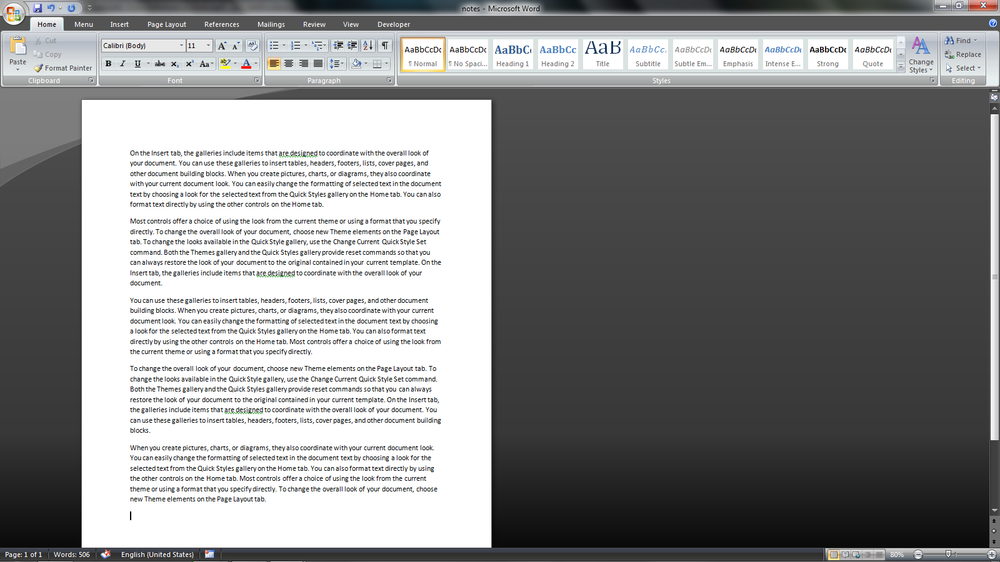 notes - Microsoft Word
Home Menu Insert Page Layout References Mailings Review View Developer
Paste
Cut
Copy
Format Painter
Clipboard
Calibri (Body) 11
B I U abc X₂ X² Aa
Font
Paragraph
AaBbCcDc AaBbCcDc AaBbC AaBbCc AaB AaBbCc. AaBbCcDc AaBbCcDc AaBbCcDc AaBbCcDc AaBbCcDc
¶ Normal ¶ No Spaci... Heading 1 Heading 2 Title Subtitle Subtle Em... Emphasis Intense E... Strong Quote
Change Styles
Styles
Find
Replace
Select
Editing
On the Insert tab, the galleries include items that are designed to coordinate with the overall look of
your document. You can use these galleries to insert tables, headers, footers, lists, cover pages, and
other document building blocks. When you create pictures, charts, or diagrams, they also coordinate
with your current document look. You can easily change the formatting of selected text in the document
text by choosing a look for the selected text from the Quick Styles gallery on the Home tab. You can also
format text directly by using the other controls on the Home tab.
Most controls offer a choice of using the look from the current theme or using a format that you specify
directly. To change the overall look of your document, choose new Theme elements on the Page Layout
tab. To change the looks available in the Quick Style gallery, use the Change Current Quick Style Set
command. Both the Themes gallery and the Quick Styles gallery provide reset commands so that you
can always restore the look of your document to the original contained in your current template. On the
Insert tab, the galleries include items that are designed to coordinate with the overall look of your
document.
You can use these galleries to insert tables, headers, footers, lists, cover pages, and other document
building blocks. When you create pictures, charts, or diagrams, they also coordinate with your current
document look. You can easily change the formatting of selected text in the document text by choosing
a look for the selected text from the Quick Styles gallery on the Home tab. You can also format text
directly by using the other controls on the Home tab. Most controls offer a choice of using the look from
the current theme or using a format that you specify directly.
To change the overall look of your document, choose new Theme elements on the Page Layout tab. To
change the looks available in the Quick Style gallery, use the Change Current Quick Style Set command.
Both the Themes gallery and the Quick Styles gallery provide reset commands so that you can always
restore the look of your document to the original contained in your current template. On the Insert tab,
the galleries include items that are designed to coordinate with the overall look of your document. You
can use these galleries to insert tables, headers, footers, lists, cover pages, and other document building
blocks.
When you create pictures, charts, or diagrams, they also coordinate with your current document look.
You can easily change the formatting of selected text in the document text by choosing a look for the
selected text from the Quick Styles gallery on the Home tab. You can also format text directly by using
the other controls on the Home tab. Most controls offer a choice of using the look from the current
theme or using a format that you specify directly. To change the overall look of your document, choose
new Theme elements on the Page Layout tab.
Page: 1 of 1 Words: 506 English (United States) 80%